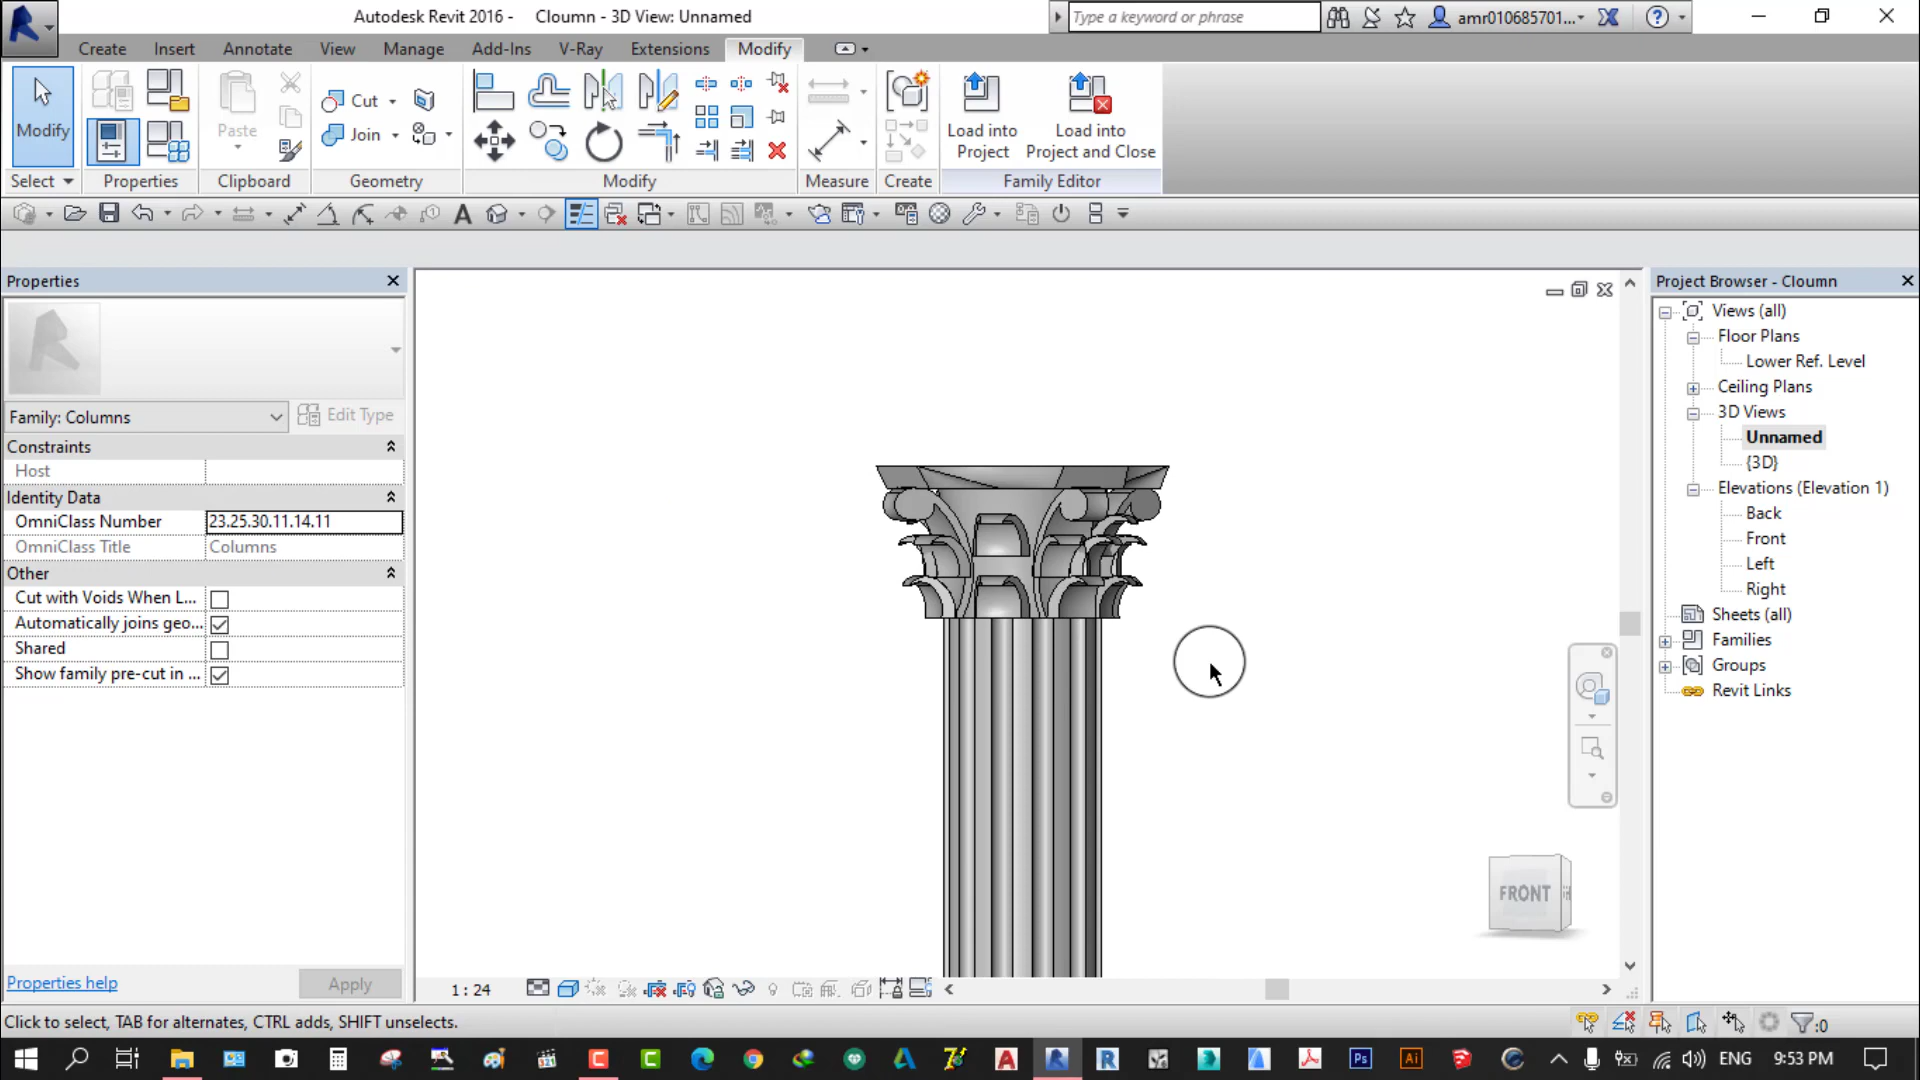 Autodesk Revit 2016 - Cloumn - 3D View: Unnamed
Type a keyword or phrase
amr010685701...
Create Insert Annotate View Manage Add-Ins V-Ray Extensions Modify
Modify
Paste
Cut
Join
Load into Project
Load into Project and Close
Select Properties Clipboard Geometry Modify Measure Create Family Editor
Properties
Family: Columns
Edit Type
Constraints
Host
Identity Data
OmniClass Number 23.25.30.11.14.11
OmniClass Title Columns
Other
Cut with Voids When L...
Automatically joins geo...
Shared
Show family pre-cut in ...
Properties help
Apply
FRONT
1 : 24
Project Browser - Cloumn
Views (all)
Floor Plans
Lower Ref. Level
Ceiling Plans
3D Views
Unnamed
{3D}
Elevations (Elevation 1)
Back
Front
Left
Right
Sheets (all)
Families
Groups
Revit Links
Click to select, TAB for alternates, CTRL adds, SHIFT unselects.
:0
Ps
Ai
ENG
9:53 PM